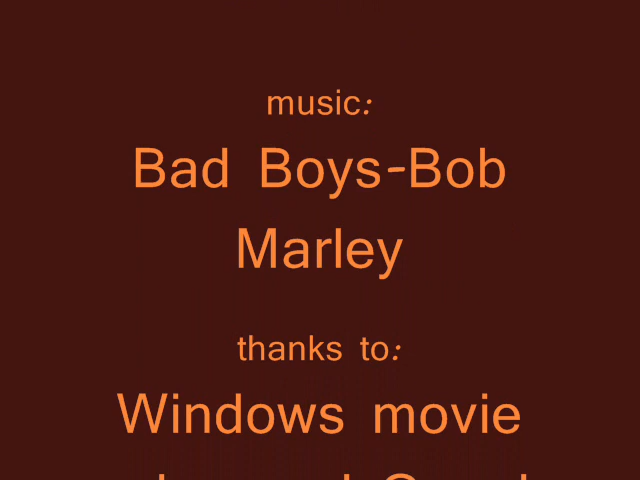 music:
Bad Boys-Bob
Marley
thanks to:
Windows movie